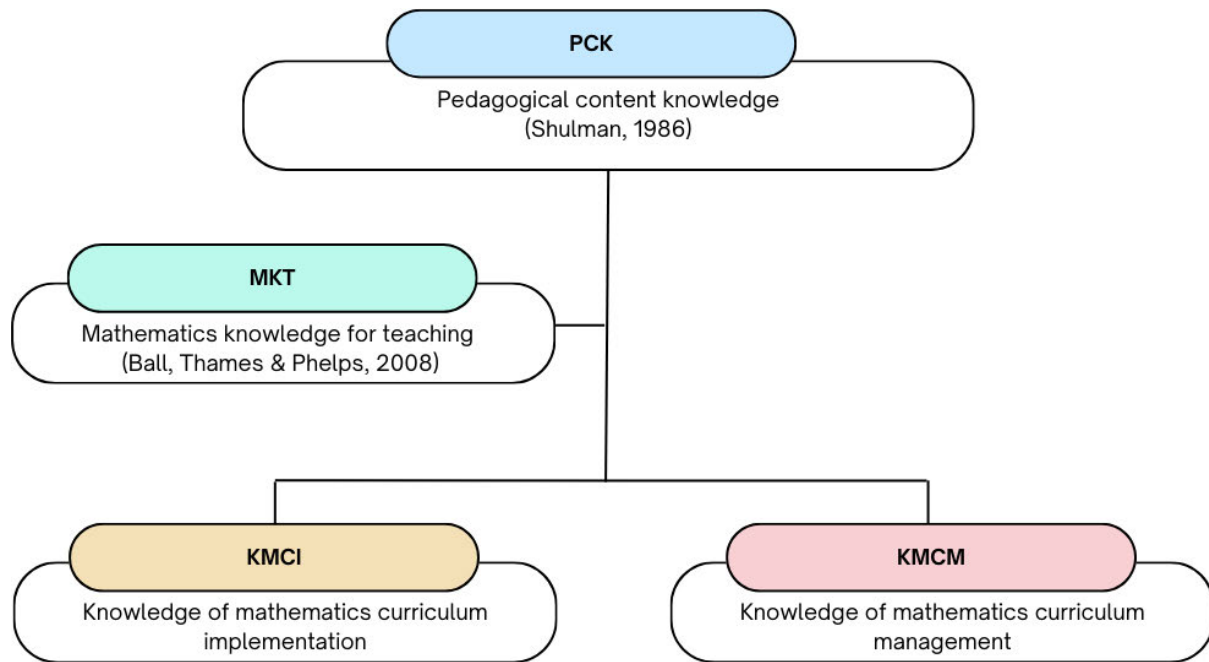 PCK
Pedagogical content knowledge
(Shulman, 1986)
MKT
Mathematics knowledge for teaching
(Ball, Thames & Phelps, 2008)
KMCI
Knowledge of mathematics curriculum
implementation
KMCM
Knowledge of mathematics curriculum
management